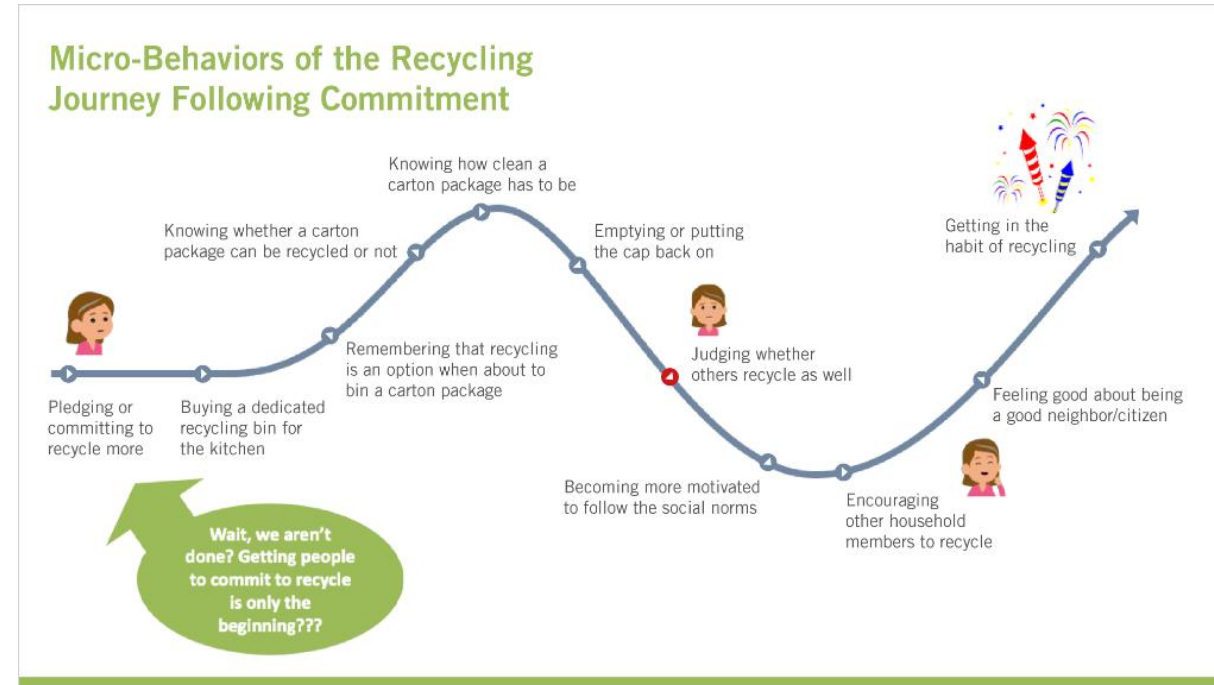 Micro-Behaviors of the Recycling
Journey Following Commitment
Knowing how clean a
carton package has to be
Knowing whether a carton
package can be recycled or not
Emptying or putting
the cap back on
Getting in the
habit of recycling
Remembering that recycling
is an option when about to
bin a carton package
Judging whether
others recycle as well
Pledging or
committing to
recycle more
Buying a dedicated
recycling bin for
the kitchen
Feeling good about being
a good neighbor/citizen
Becoming more motivated
to follow the social norms
Encouraging
other household
members to recycle
Wait, we aren't
done? Getting people
to commit to recycle
is only the
beginning???